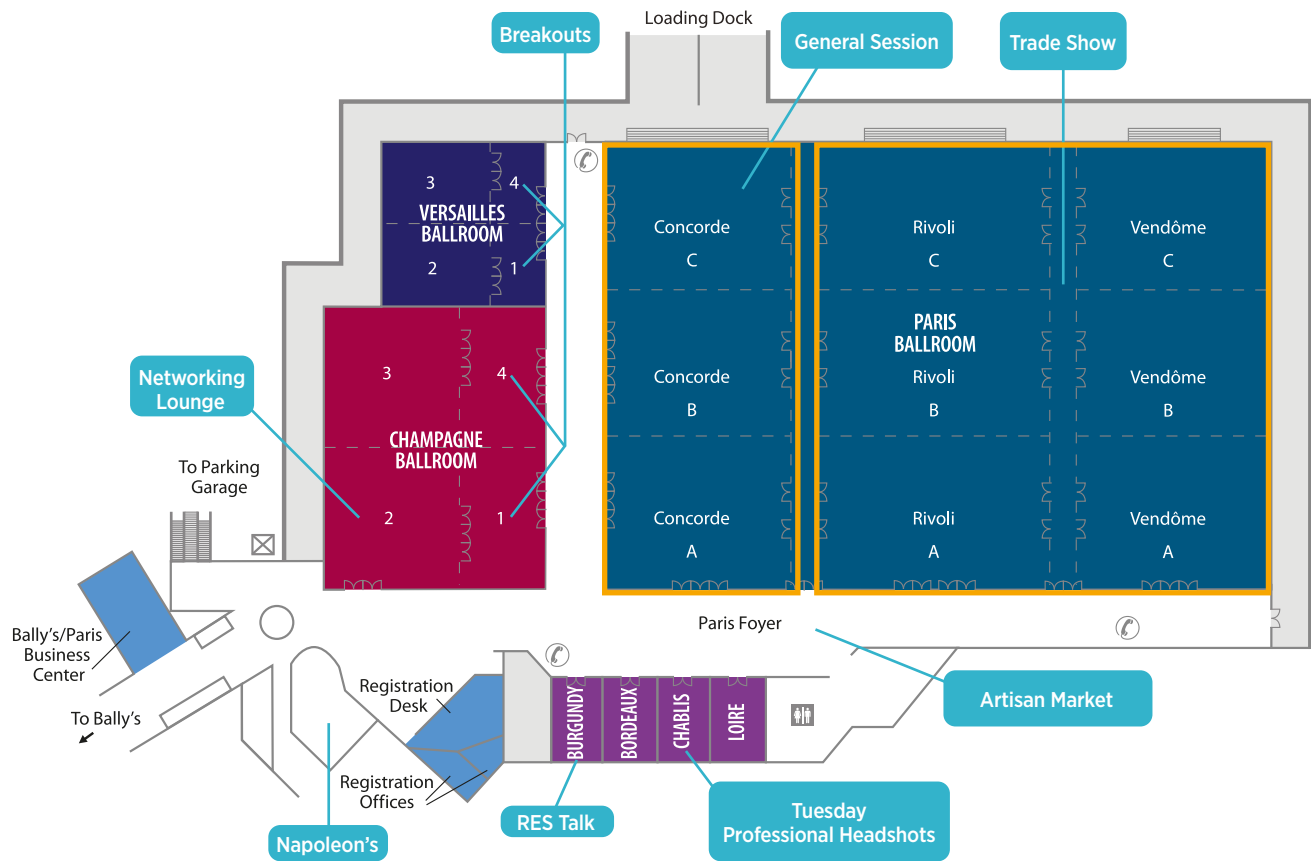 Loading Dock
Breakouts
General Session
Trade Show
3
4
VERSAILLES
BALLROOM
2
1
Concorde
C
Rivoli
C
Vendôme
C
PARIS
BALLROOM
Networking
Lounge
3
4
CHAMPAGNE
BALLROOM
2
1
Concorde
B
Rivoli
B
Vendôme
B
Concorde
A
Rivoli
A
Vendôme
A
To Parking
Garage
Bally's/Paris
Business
Center
To Bally's
Paris Foyer
Registration
Desk
Registration
Offices
BURGUNDY
BORDEAUX
CHABLIS
LOIRE
Artisan Market
Napoleon's
RES Talk
Tuesday
Professional Headshots